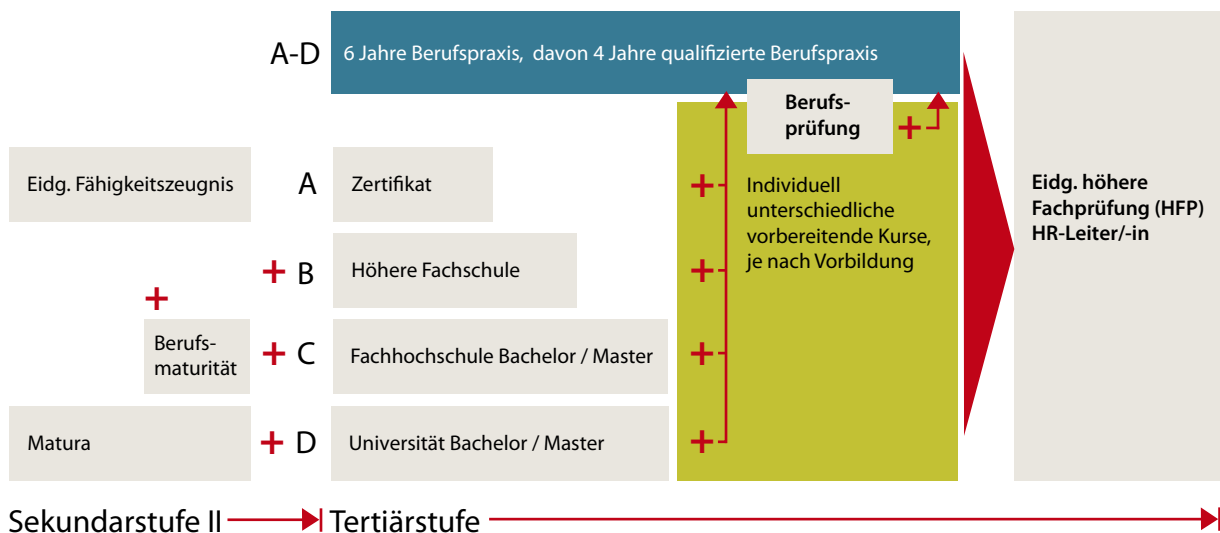 A-D
6 Jahre Berufspraxis, davon 4 Jahre qualifizierte Berufspraxis
Berufs-
prüfung
+
Eidg. Fähigkeitszeugnis
A
Zertifikat
+
Individuell
unterschiedliche
vorbereitende Kurse,
je nach Vorbildung
Eidg. höhere
Fachprüfung (HFP)
HR-Leiter/-in
+ B
Höhere Fachschule
+
+
Berufs-
maturität
+ C
Fachhochschule Bachelor / Master
+
Matura
+ D
Universität Bachelor / Master
+
Sekundarstufe II
Tertiärstufe